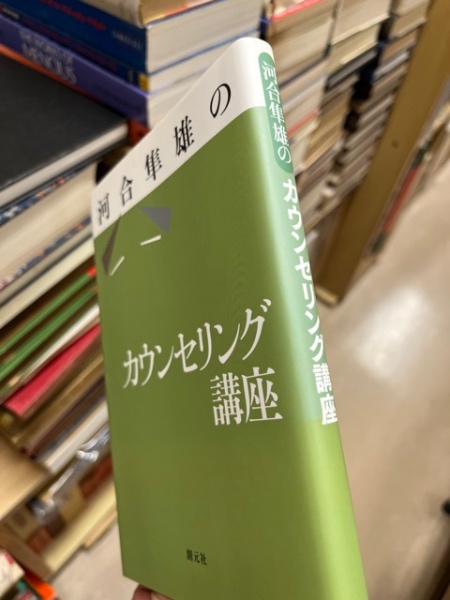 河合隼雄の
カウンセリング
講座
創元社
河合隼雄の
カウンセリング講座